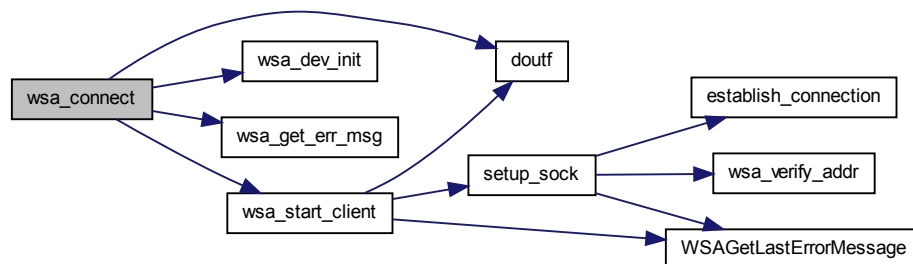 wsa_connect
wsa_dev_init
wsa_get_err_msg
wsa_start_client
doutf
setup_sock
establish_connection
wsa_verify_addr
WSAGetLastErrorMessage